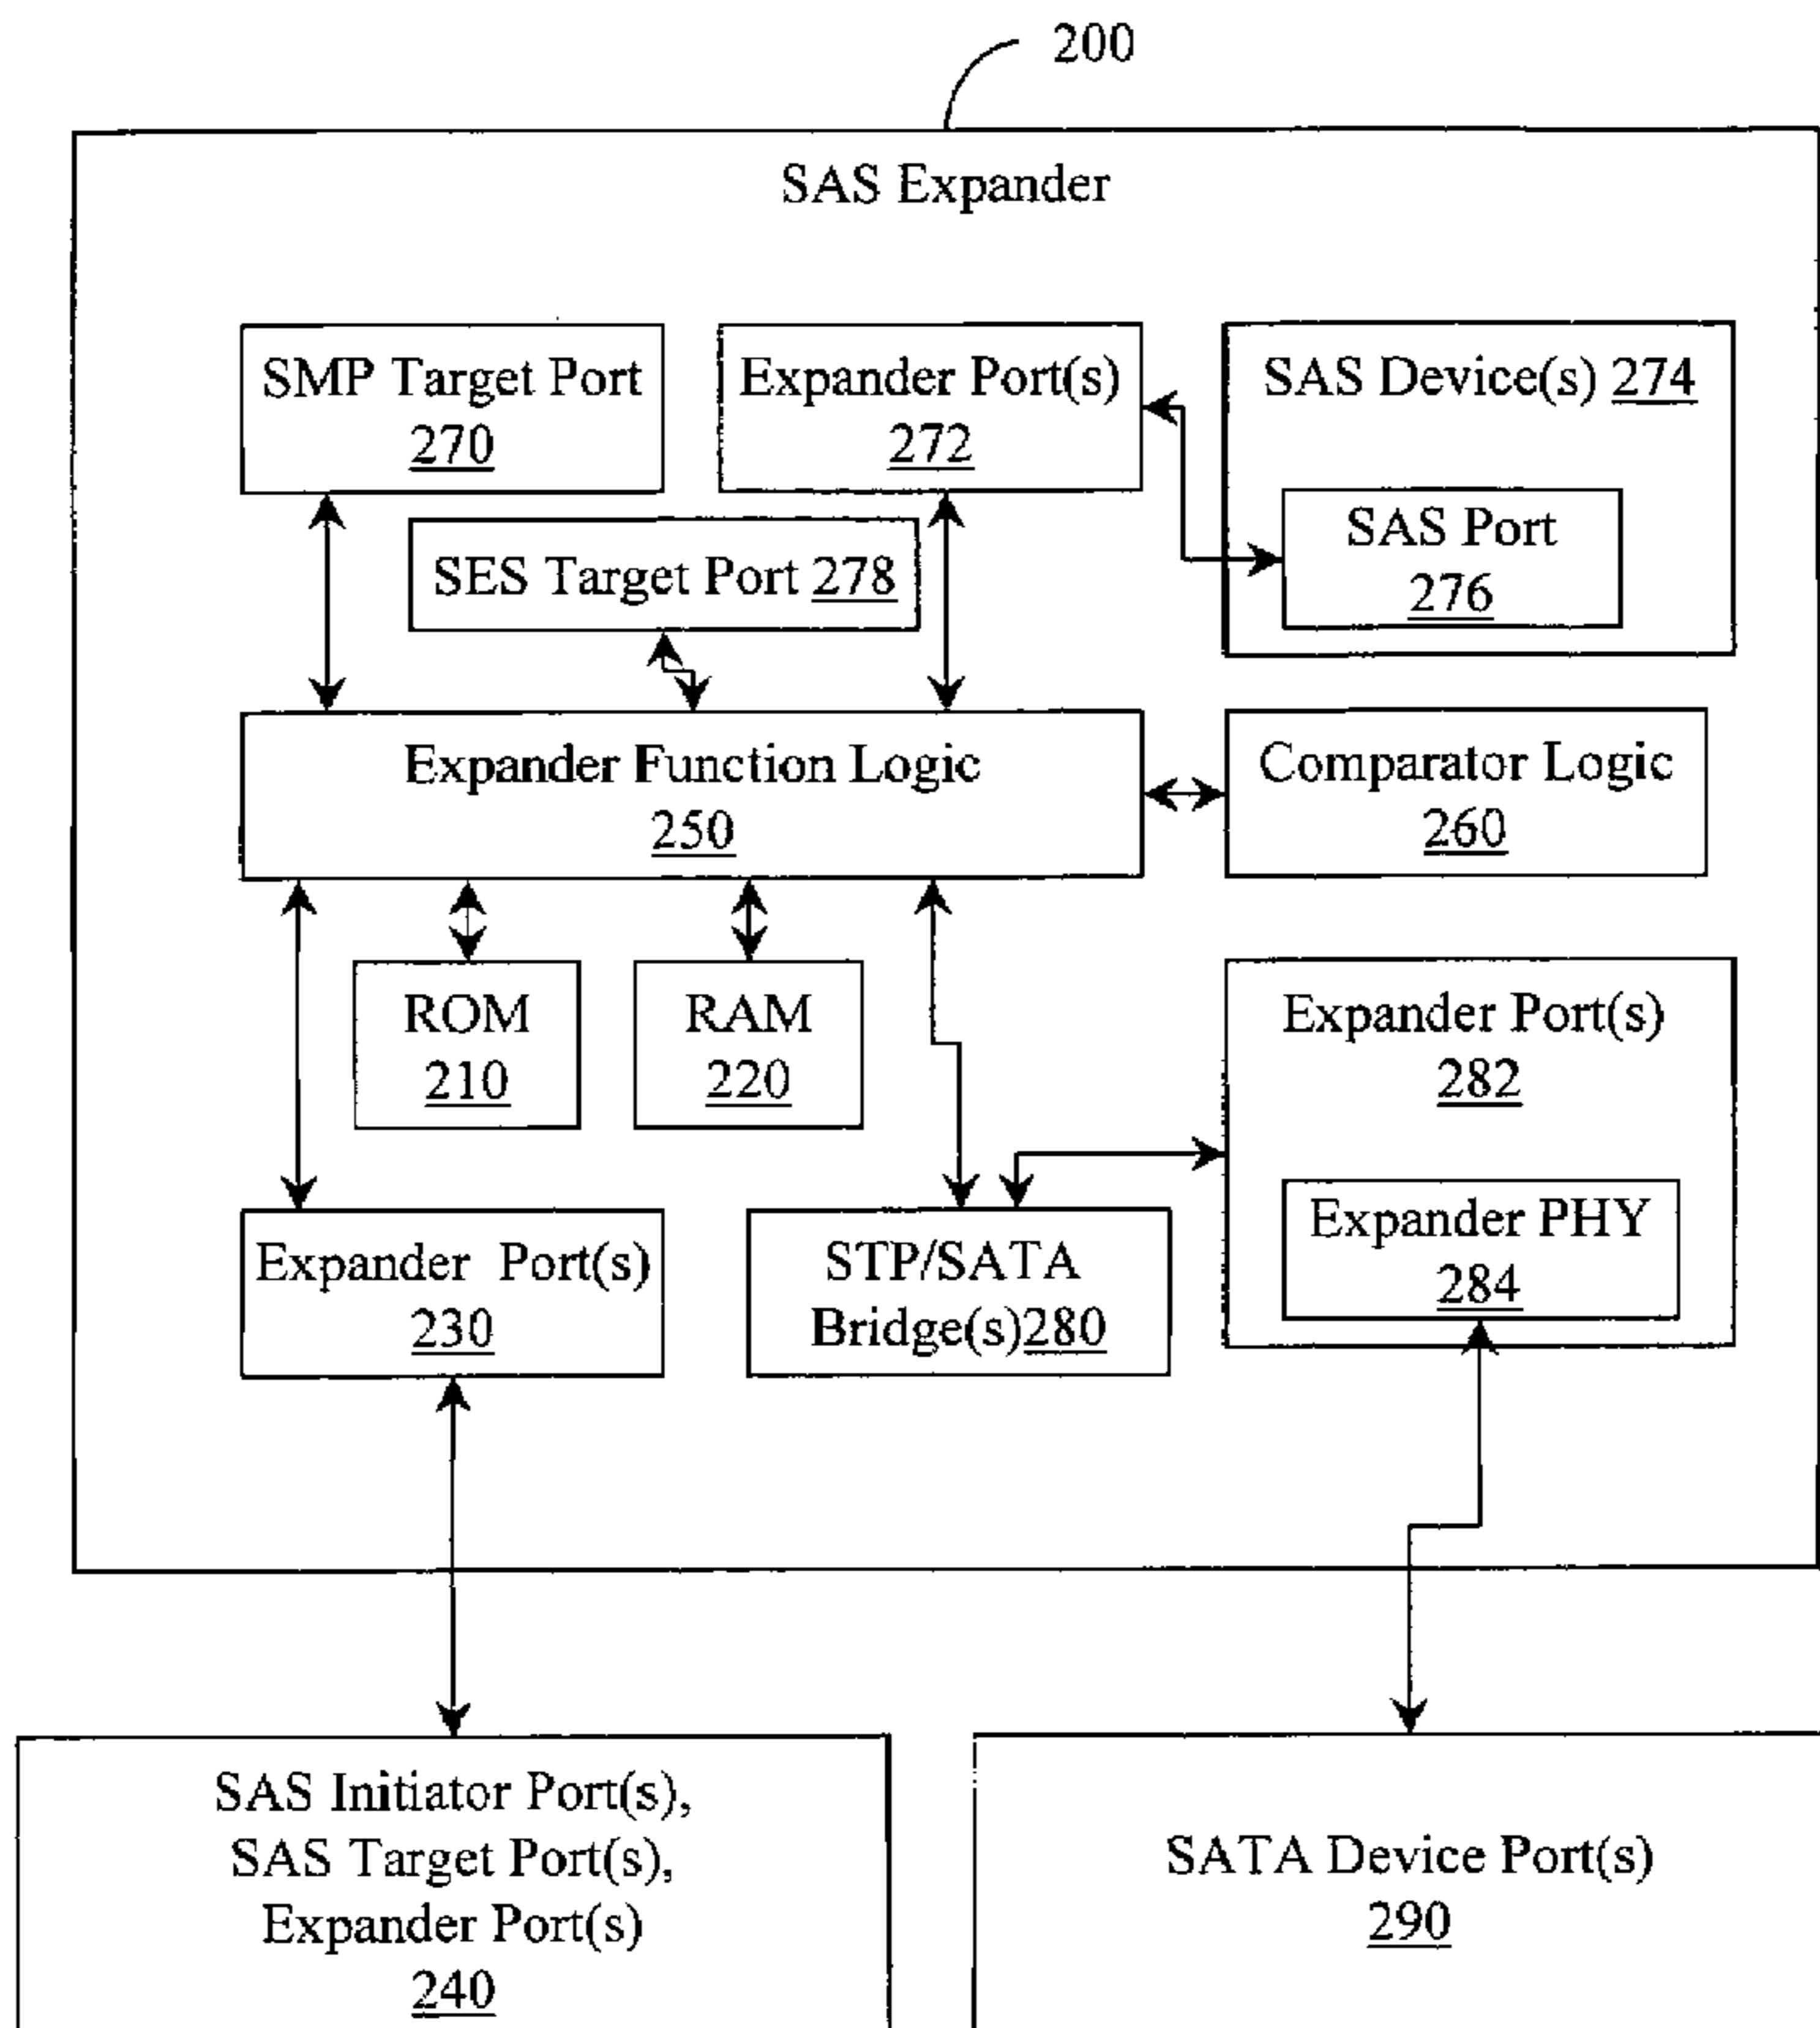 200
SAS Expander
SMP Target Port
270
Expander Port(s)
272
SAS Device(s) 274
SAS Port
276
SES Target Port 278
Expander Function Logic
250
Comparator Logic
260
ROM
210
RAM
220
Expander Port(s)
282
Expander PHY
284
Expander Port(s)
230
STP/SATA
Bridge(s)280
SAS Initiator Port(s),
SAS Target Port(s),
Expander Port(s)
240
SATA Device Port(s)
290